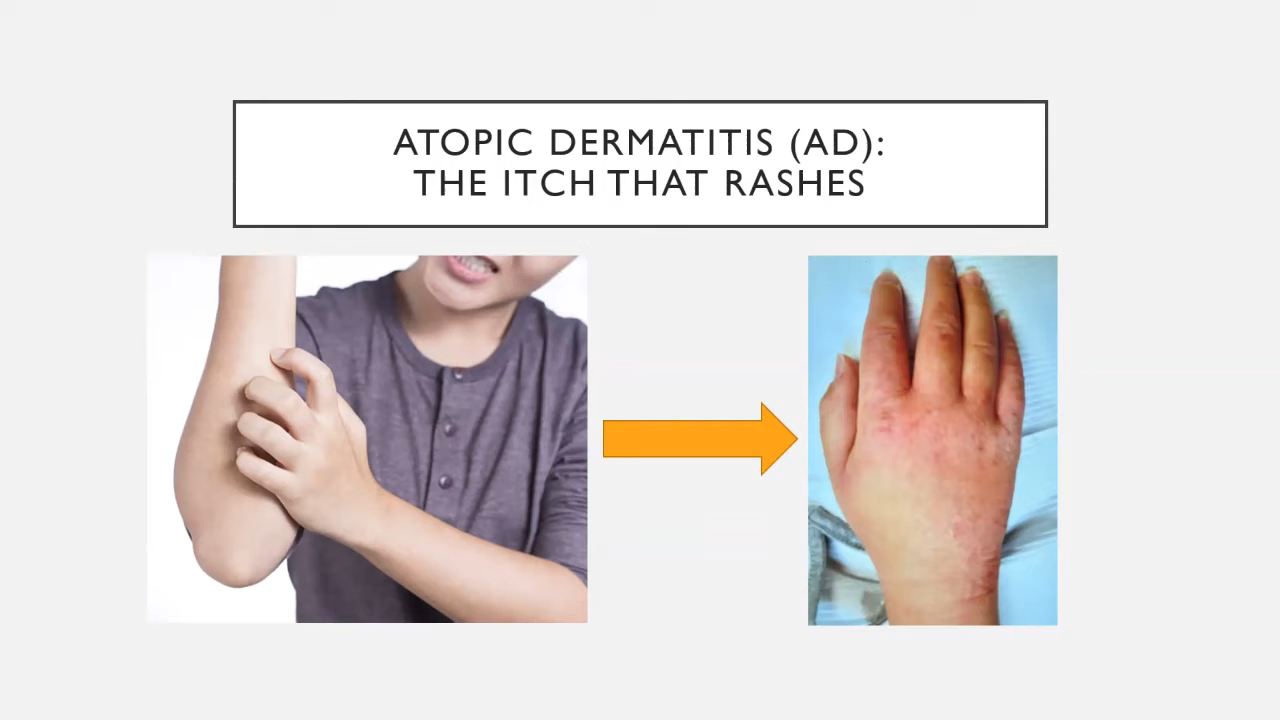 ATOPIC DERMATITIS (AD):
THE ITCH THAT RASHES